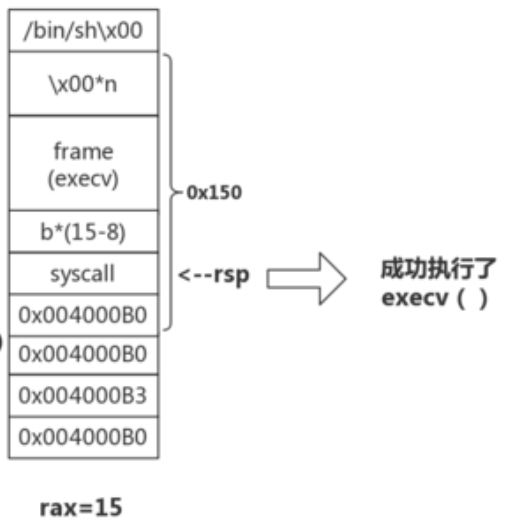 /bin/sh\x00
\x00*n
frame
(execv)
0x150
b*(15-8)
syscall
<--rsp
成功执行了
execv ( )
0x004000B0
0x004000B0
0x004000B3
0x004000B0
rax=15